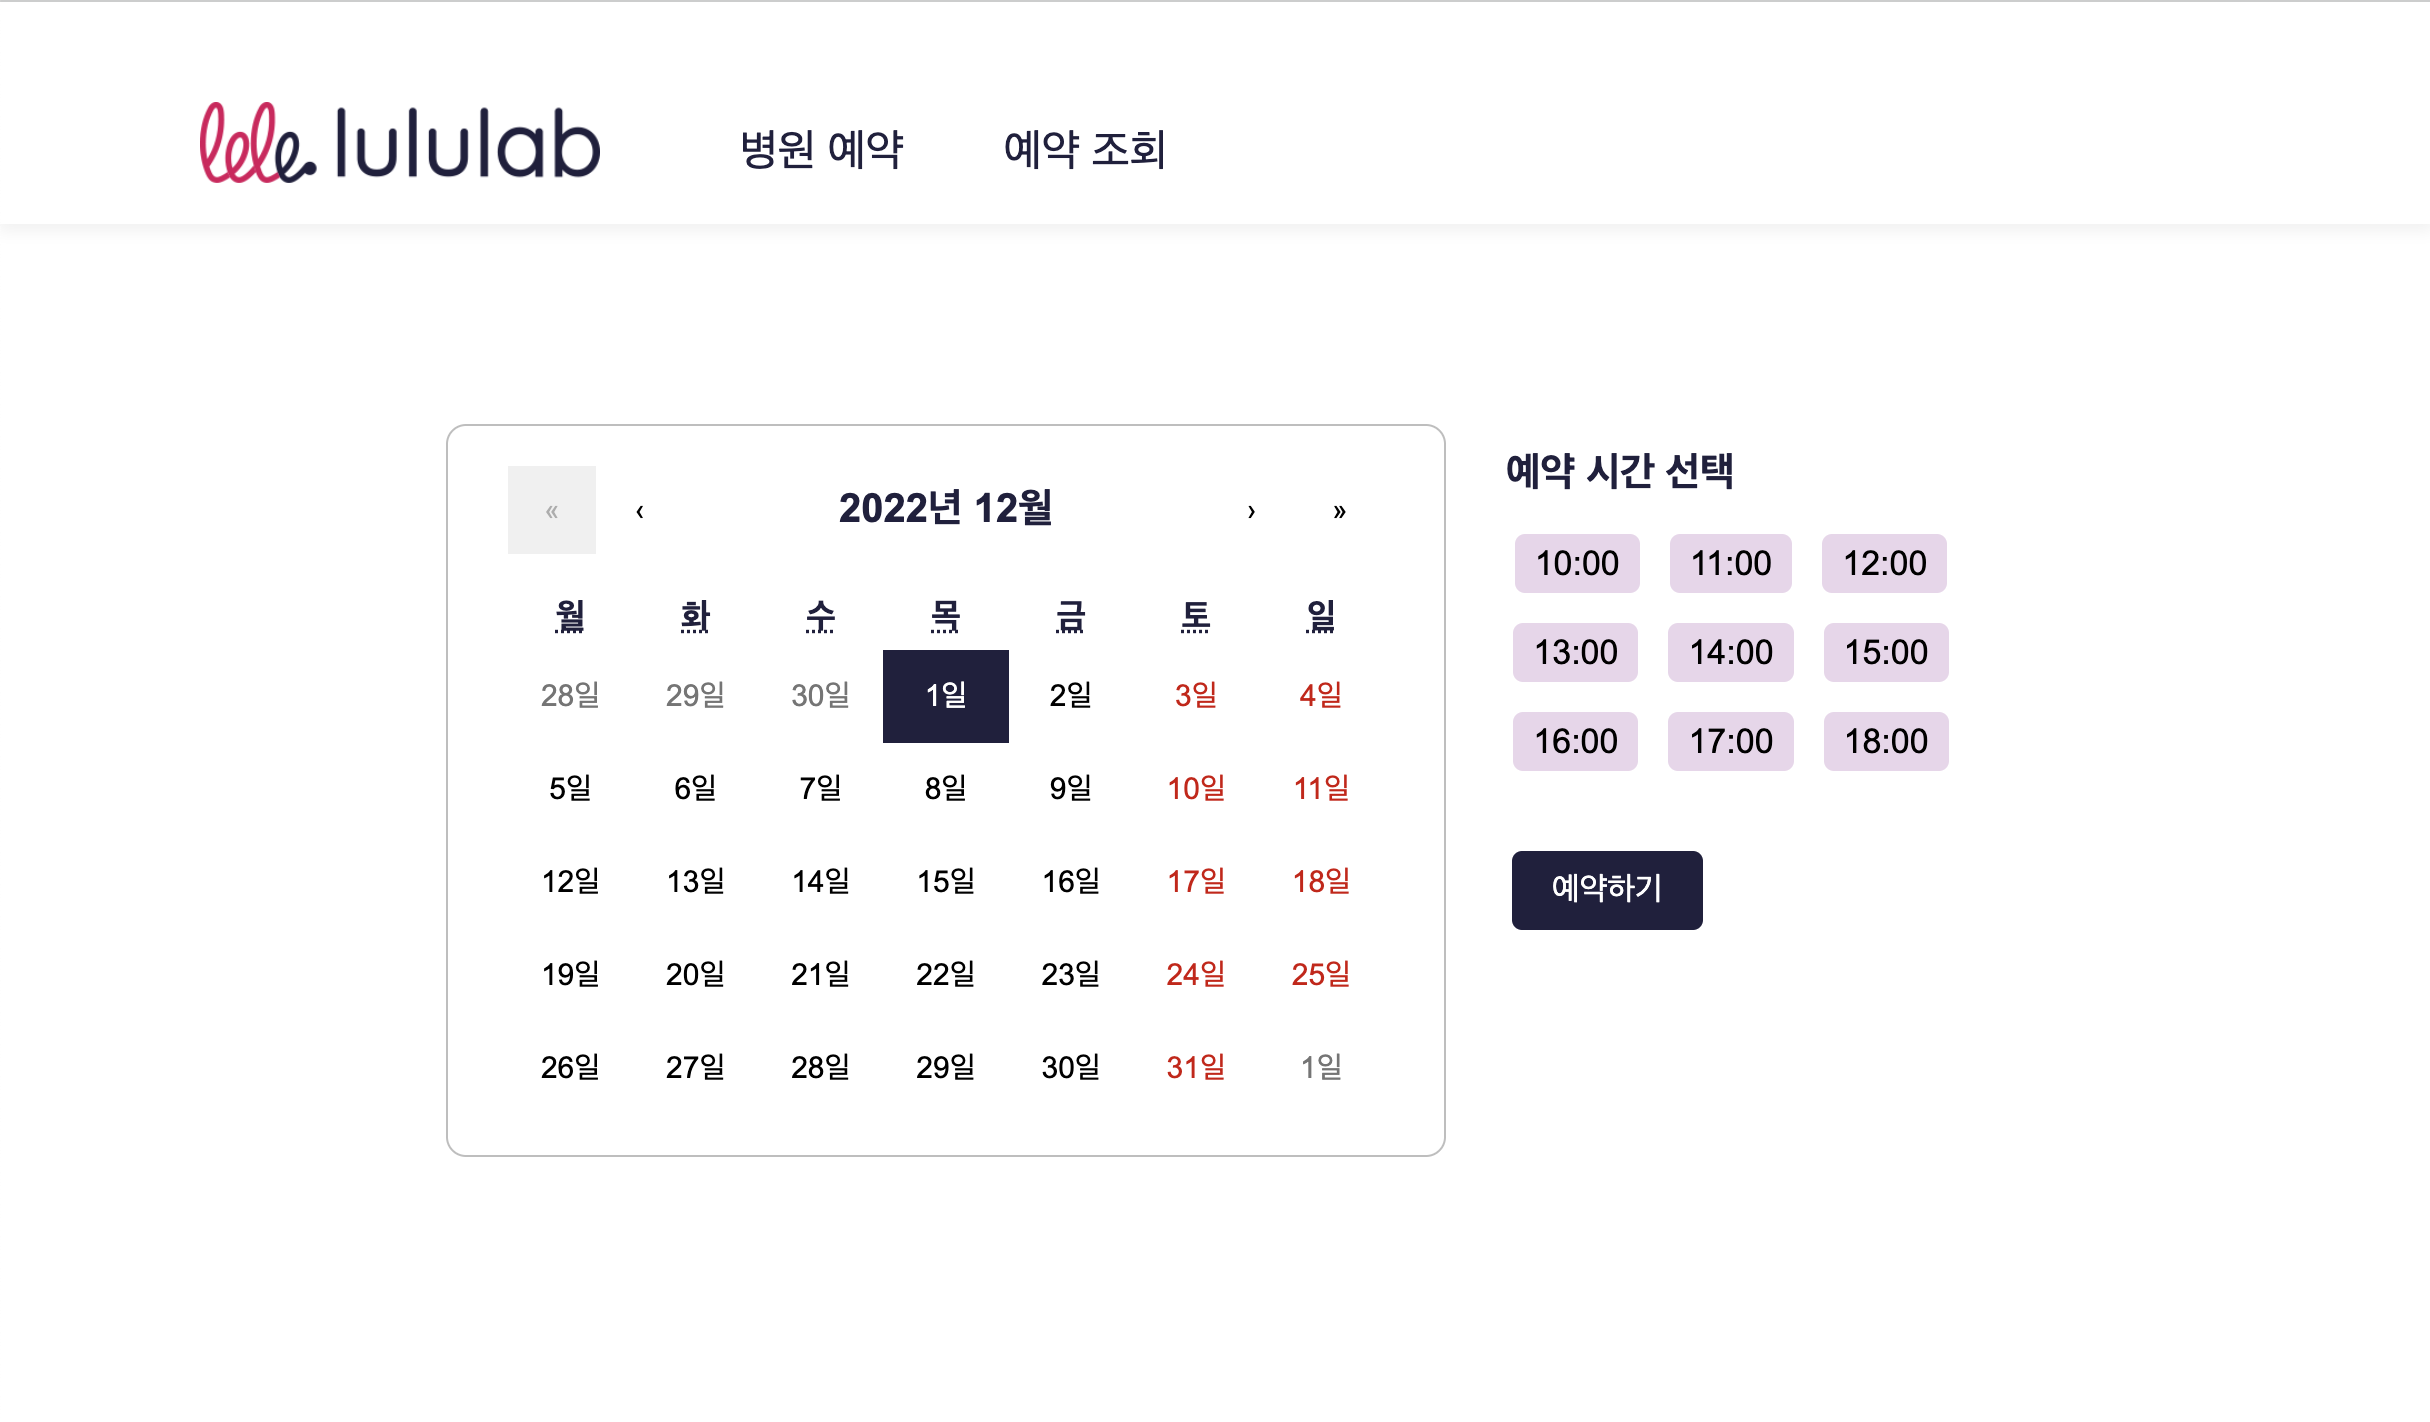 lele. lululab 병원 예약 예약 조회
« ‹ 2022년 12월 › »
월 화 수 목 금 토 일
28일 29일 30일 1일 2일 3일 4일
5일 6일 7일 8일 9일 10일 11일
12일 13일 14일 15일 16일 17일 18일
19일 20일 21일 22일 23일 24일 25일
26일 27일 28일 29일 30일 31일 1일
예약 시간 선택
10:00 11:00 12:00
13:00 14:00 15:00
16:00 17:00 18:00
예약하기